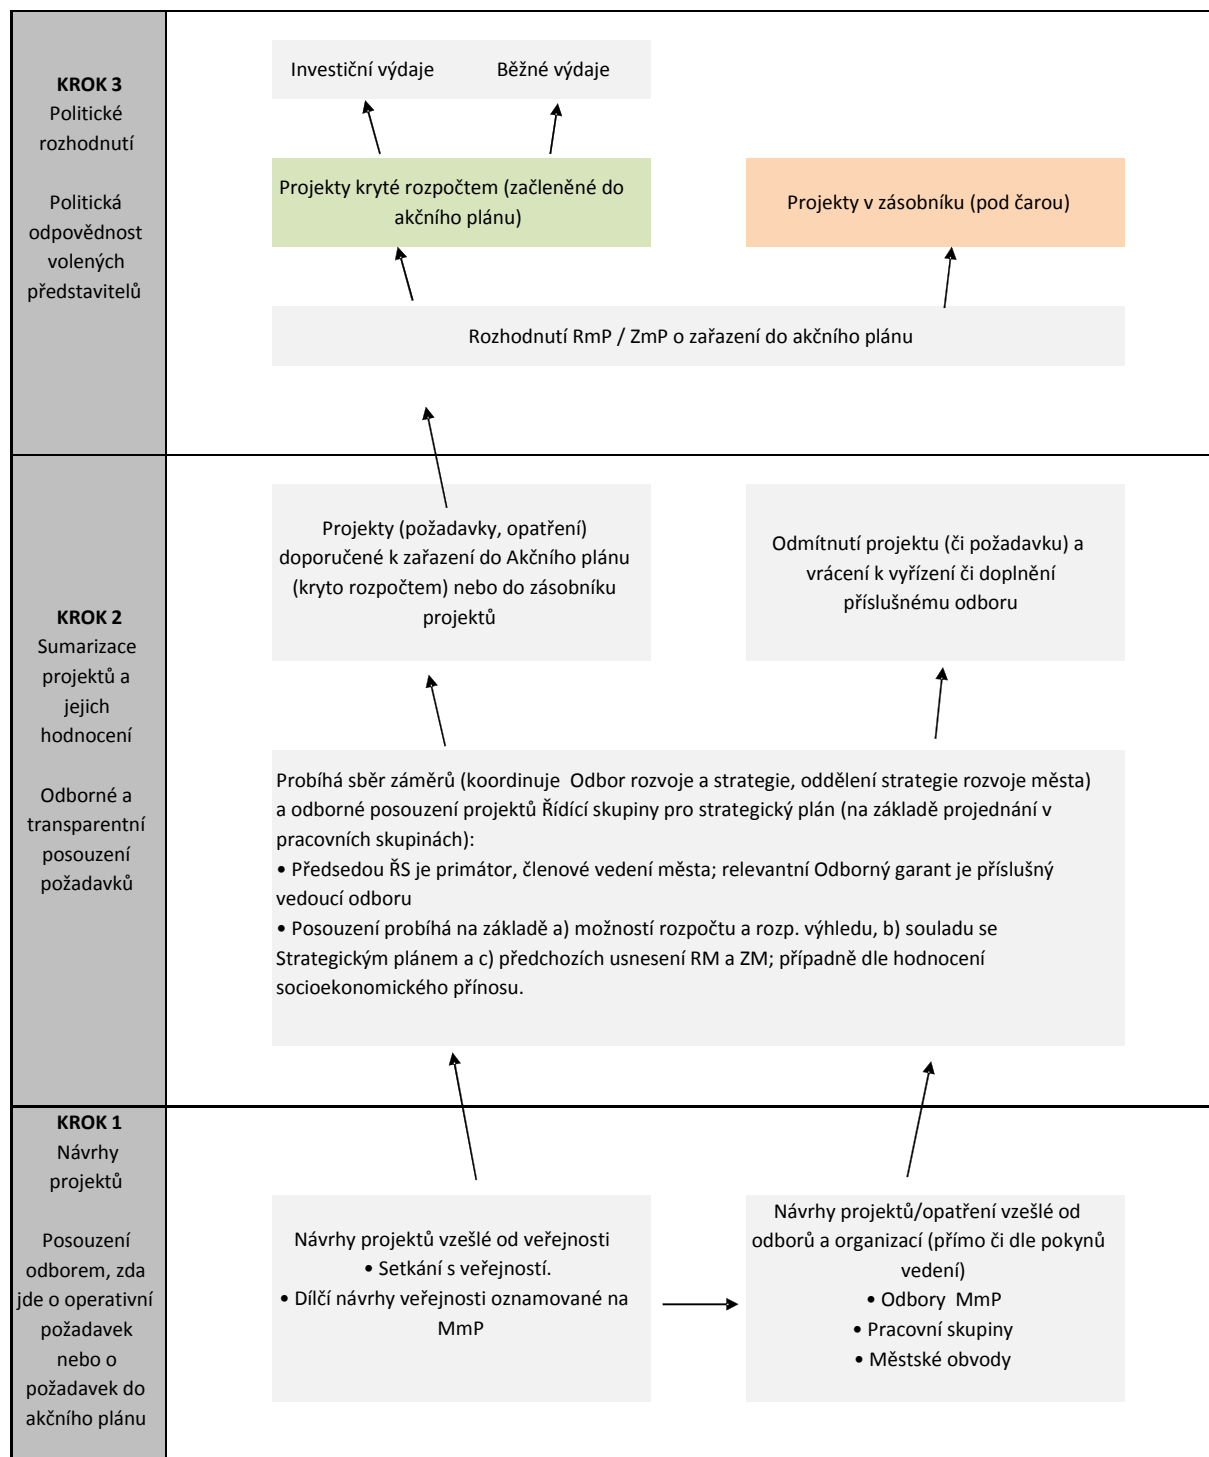 KROK 3
Politické
rozhodnutí
Politická
odpovědnost
volených
představitelů
Investiční výdaje
Běžné výdaje
Projekty kryté rozpočtem (začleněné do
akčního plánu)
Projekty v zásobníku (pod čarou)
Rozhodnutí RmP / ZmP o zařazení do akčního plánu
KROK 2
Sumarizace
projektů a
jejich
hodnocení
Odborné a
transparentní
posouzení
požadavků
Projekty (požadavky, opatření)
doporučené k zařazení do Akčního plánu
(kryto rozpočtem) nebo do zásobníku
projektů
Odmítnutí projektu (či požadavku) a
vrácení k vyřízení či doplnění
příslušnému odboru
Probíhá sběr záměrů (koordinuje  Odbor rozvoje a strategie, oddělení strategie rozvoje města)
a odborné posouzení projektů Řídící skupiny pro strategický plán (na základě projednání v
pracovních skupinách):
• Předsedou ŘS je primátor, členové vedení města; relevantní Odborný garant je příslušný
vedoucí odboru
• Posouzení probíhá na základě a) možností rozpočtu a rozp. výhledu, b) souladu se
Strategickým plánem a c) předchozích usnesení RM a ZM; případně dle hodnocení
socioekonomického přínosu.
KROK 1
Návrhy
projektů
Posouzení
odborem, zda
jde o operativní
požadavek
nebo o
požadavek do
akčního plánu
Návrhy projektů vzešlé od veřejnosti
• Setkání s veřejností.
• Dílčí návrhy veřejnosti oznamované na
MmP
Návrhy projektů/opatření vzešlé od
odborů a organizací (přímo či dle pokynů
vedení)
• Odbory  MmP
• Pracovní skupiny
• Městské obvody